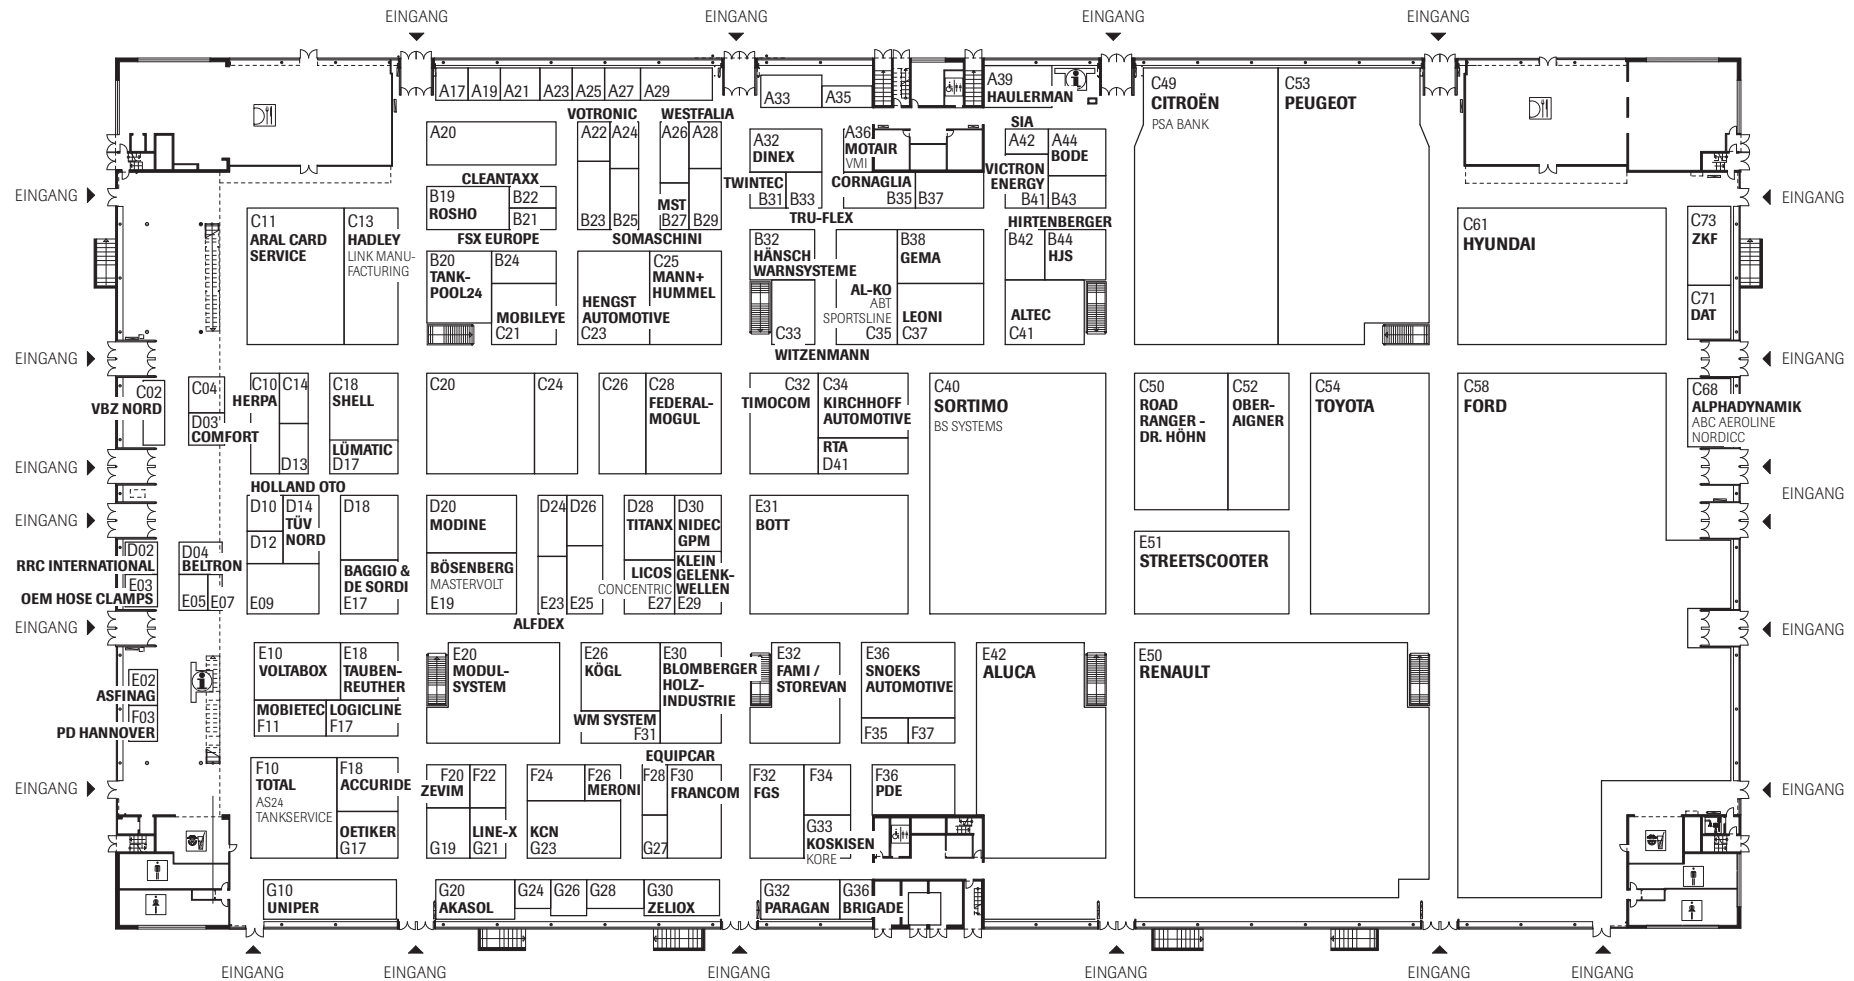 EINGANG
EINGANG
EINGANG
EINGANG
A17
A19
A21
A23
A25
A27
A29
A33
A35
A39
HAULERMAN
C49
CITROËN
PSA BANK
C53
PEUGEOT
VOTRONIC
WESTFALIA
SIA
A20
A22
A24
A26
A28
A32
DINEX
A36
MOTAIR
VMI
A42
A44
BODE
VICTRON
ENERGY
B41
B43
CLEANTAXX
B19
ROSHO
B22
B21
B23
B25
MST
B27
B29
TWINTEC
B31
B33
CORNAGLIA
B35
B37
EINGANG
EINGANG
FSX EUROPE
SOMASCHINI
TRU-FLEX
HIRTENBERGER
C11
ARAL CARD
SERVICE
C13
HADLEY
LINK MANU-
FACTURING
B20
TANK-
POOL24
B24
MOBILEYE
C21
HENGST
AUTOMOTIVE
C23
C25
MANN+
HUMMEL
B32
HÄNSCH
WARNSYSTEME
C33
WITZENMANN
AL-KO
ABT
SPORTSLINE
C35
B38
GEMA
LEONI
C37
B42
B44
HJS
ALTEC
C41
C61
HYUNDAI
C73
ZKF
C71
DAT
EINGANG
EINGANG
C02
VBZ NORD
C04
D03
COMFORT
C10
HERPA
C14
D13
C18
SHELL
LÜMATIC
D17
C20
C24
C26
C28
FEDERAL-
MOGUL
C32
TIMOCOM
C34
KIRCHHOFF
AUTOMOTIVE
RTA
D41
C40
SORTIMO
BS SYSTEMS
C50
ROAD
RANGER -
DR. HÖHN
C52
OBER-
AIGNER
C54
TOYOTA
C58
FORD
C68
ALPHADYNAMIK
ABC AEROLINE
NORDICC
EINGANG
EINGANG
EINGANG
HOLLAND OTO
D10
D14
TÜV
NORD
D12
E09
D18
BAGGIO &
DE SORDI
E17
D20
MODINE
BÖSENBERG
MASTERVOLT
E19
D24
D26
E23
E25
ALFDEX
D28
TITANX
D30
NIDEC
GPM
LICOS
CONCENTRIC
E27
KLEIN
GELENK-
WELLEN
E29
E31
BOTT
E51
STREETSCOOTER
D02
RRC INTERNATIONAL
E03
OEM HOSE CLAMPS
D04
BELTRON
E05
E07
EINGANG
EINGANG
E02
ASFINAG
F03
PD HANNOVER
E10
VOLTABOX
E18
TAUBEN-
REUTHER
MOBIETEC
F11
LOGICLINE
F17
E20
MODUL-
SYSTEM
E26
KÖGL
WM SYSTEM
F31
E30
BLOMBERGER
HOLZ-
INDUSTRIE
E32
FAMI /
STOREVAN
E36
SNOEKS
AUTOMOTIVE
F35
F37
E42
ALUCA
E50
RENAULT
EQUIPCAR
F10
TOTAL
AS24
TANKSERVICE
F18
ACCURIDE
OETIKER
G17
F20
ZEVIM
F22
G19
LINE-X
G21
F24
F26
MERONI
KCN
G23
F28
F30
FRANCOM
G27
F32
FGS
F34
G33
KOSKISEN
KORE
F36
PDE
EINGANG
EINGANG
G10
UNIPER
G20
AKASOL
G24
G26
G28
G30
ZELIOX
G32
PARAGAN
G36
BRIGADE
EINGANG
EINGANG
EINGANG
EINGANG
EINGANG
EINGANG